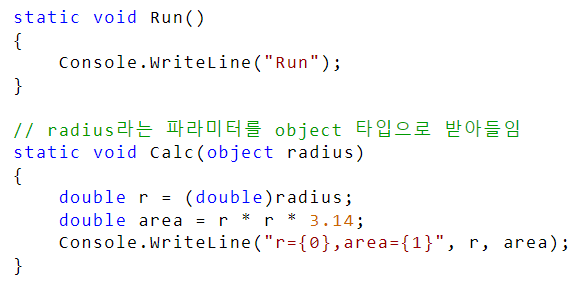 static void Run()
{
    Console.WriteLine("Run");
}

// radius라는 파라미터를 object 타입으로 받아들임
static void Calc(object radius)
{
    double r = (double)radius;
    double area = r * r * 3.14;
    Console.WriteLine("r={0},area={1}", r, area);
}